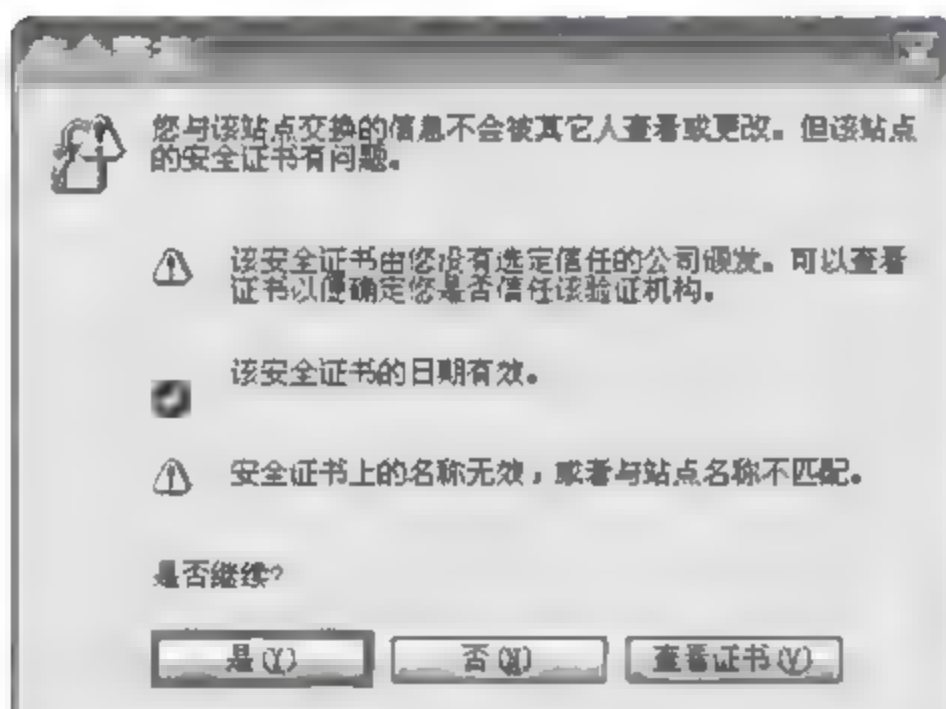 您与该站点交换的信息不会被其它人查看或更改。但该站点
的安全证书有问题。
该安全证书由您没有选定信任的公司颁发。可以查看
证书以便确定您是否信任该验证机构。
该安全证书的日期有效。
安全证书上的名称无效,或者与站点名称不匹配。
是否继续?
是(Y) 否(N) 查看证书(V)